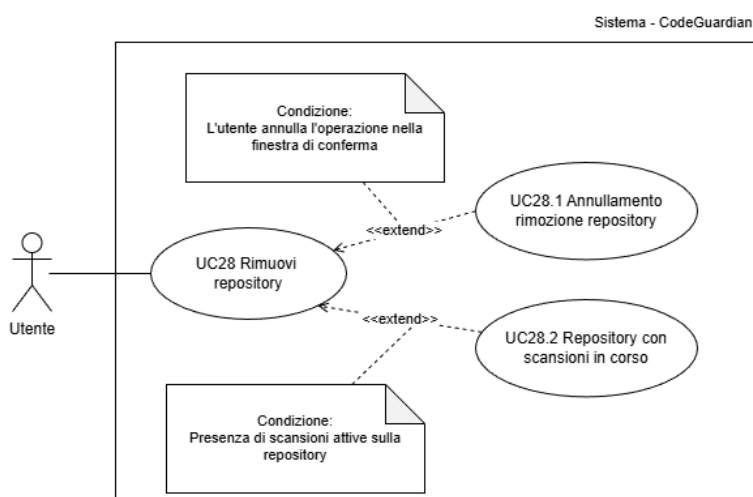 Sistema - CodeGuardian
Condizione:
L'utente annulla l'operazione nella
finestra di conferma
UC28.1 Annullamento
rimozione repository
<<extend>>
UC28 Rimuovi
repository
Utente
<<extend>>
UC28.2 Repository con
scansioni in corso
Condizione:
Presenza di scansioni attive sulla
repository